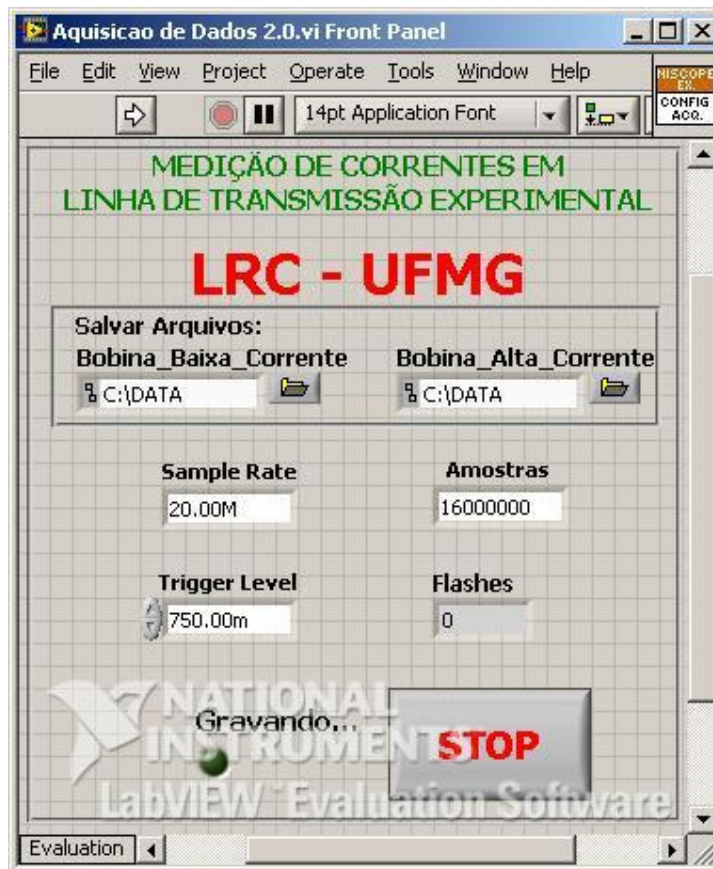 Aquisicao de Dados 2.0.vi Front Panel
File Edit View Project Operate Tools Window Help
NISCOPE
EX.
CONFIG
ACQ.
14pt Application Font
MEDIÇÃO DE CORRENTES EM
LINHA DE TRANSMISSÃO EXPERIMENTAL
LRC - UFMG
Salvar Arquivos:
Bobina_Baixa_Corrente Bobina_Alta_Corrente
C:\DATA C:\DATA
Sample Rate Amostras
20.00M 16000000
Trigger Level Flashes
750.00m 0
NATIONAL
INSTRUMENTS
Gravando...
STOP
LabVIEW™ Evaluation Software
Evaluation